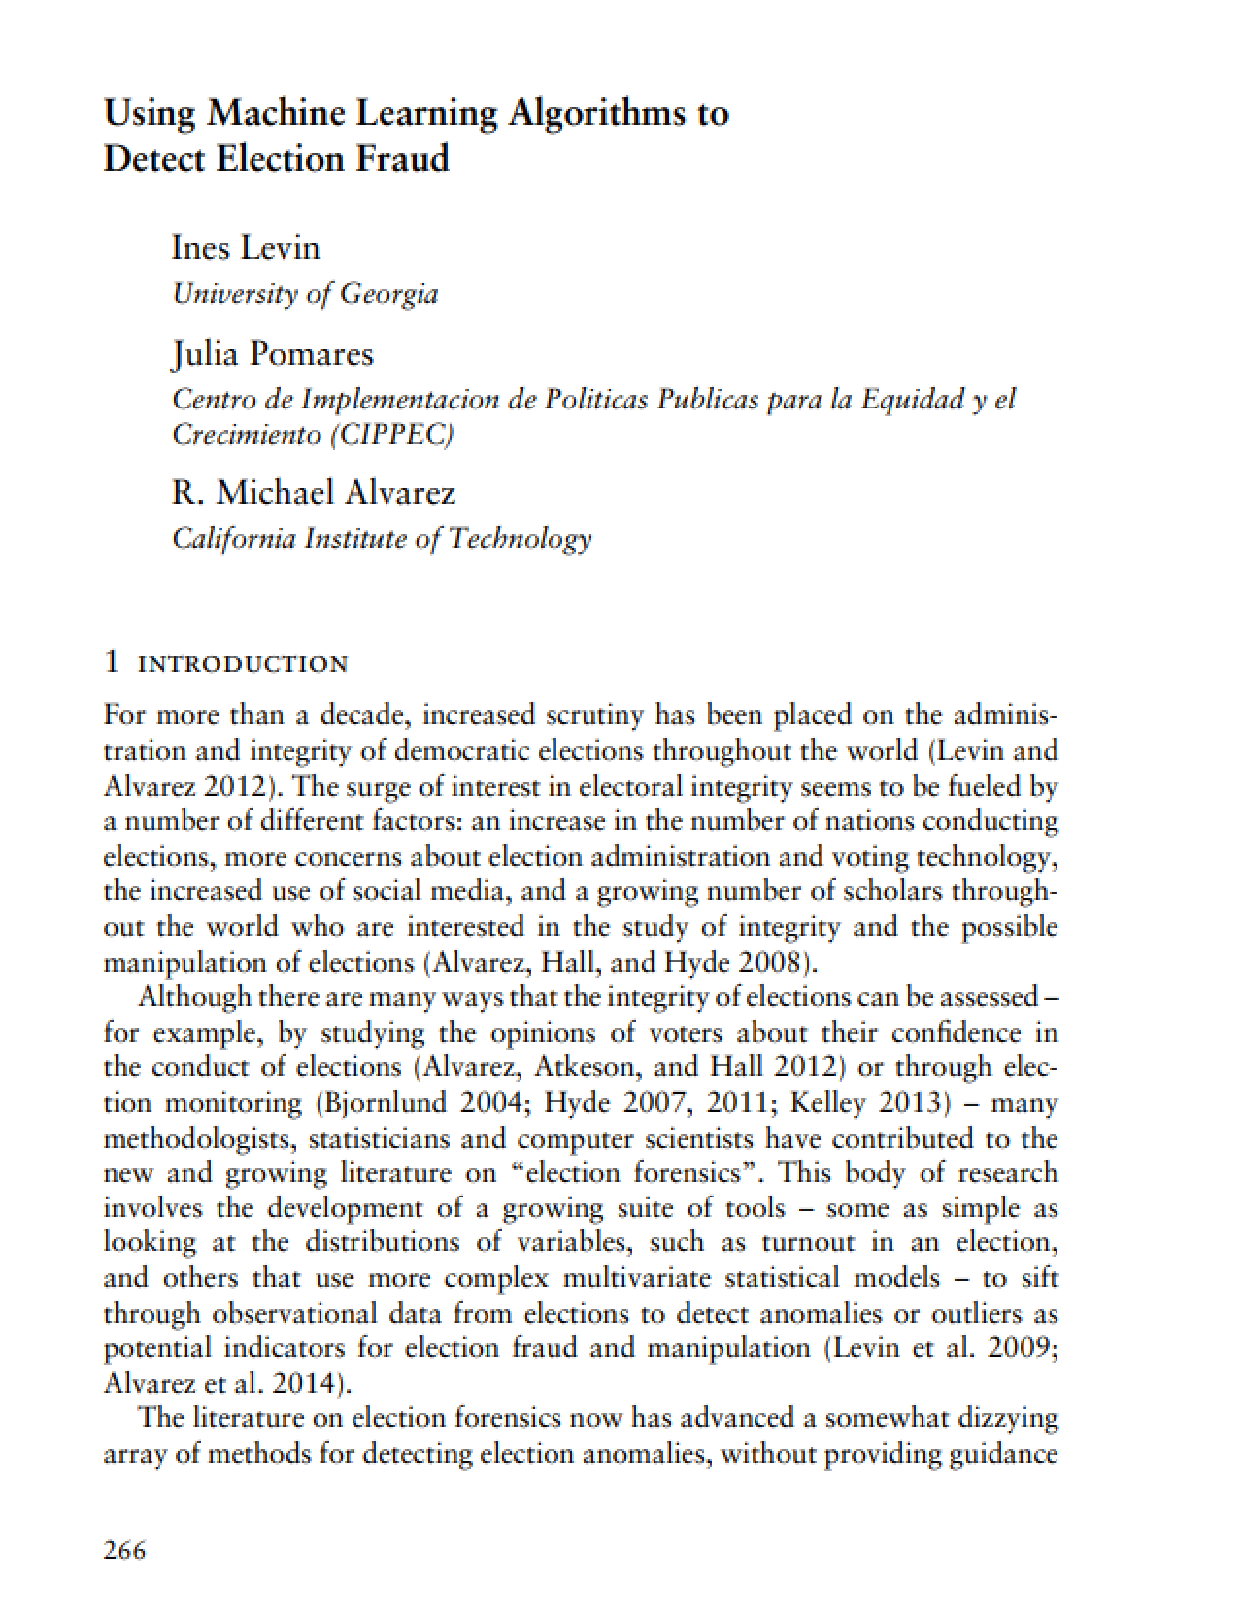 Using Machine Learning Algorithms to
Detect Election Fraud
Ines Levin
University of Georgia
Julia Pomares
Centro de Implementacion de Politicas Publicas para la Equidad y el
Crecimiento (CIPPEC)
R. Michael Alvarez
California Institute of Technology
1 INTRODUCTION
For more than a decade, increased scrutiny has been placed on the adminis-
tration and integrity of democratic elections throughout the world (Levin and
Alvarez 2012). The surge of interest in electoral integrity seems to be fueled by
a number of different factors: an increase in the number of nations conducting
elections, more concerns about election administration and voting technology,
the increased use of social media, and a growing number of scholars through-
out the world who are interested in the study of integrity and the possible
manipulation of elections (Alvarez, Hall, and Hyde 2008).
Although there are many ways that the integrity of elections can be assessed –
for example, by studying the opinions of voters about their confidence in
the conduct of elections (Alvarez, Atkeson, and Hall 2012) or through elec-
tion monitoring (Bjornlund 2004; Hyde 2007, 2011; Kelley 2013) – many
methodologists, statisticians and computer scientists have contributed to the
new and growing literature on “election forensics”. This body of research
involves the development of a growing suite of tools – some as simple as
looking at the distributions of variables, such as turnout in an election,
and others that use more complex multivariate statistical models – to sift
through observational data from elections to detect anomalies or outliers as
potential indicators for election fraud and manipulation (Levin et al. 2009;
Alvarez et al. 2014).
The literature on election forensics now has advanced a somewhat dizzying
array of methods for detecting election anomalies, without providing guidance
266